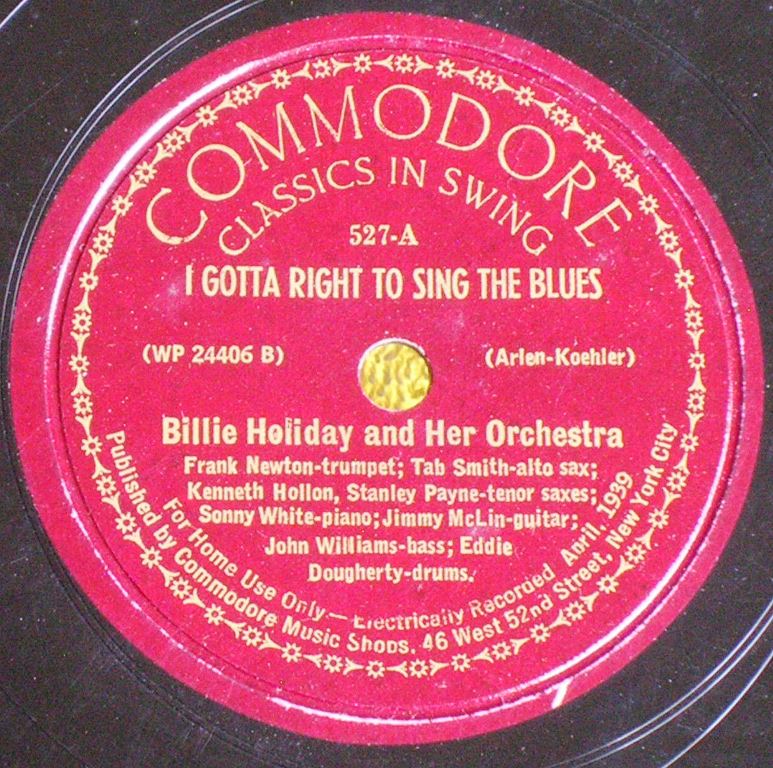 COMMODORE
CLASSICS IN SWING
527-A
I GOTTA RIGHT TO SING THE BLUES
(WP 24406 B)
(Arlen-Koehler)
Billie Holiday and Her Orchestra
Frank Newton-trumpet; Tab Smith-alto sax;
Kenneth Hollon, Stanley Payne-tenor saxes;
Sonny White-piano; Jimmy McLin-guitar;
John Williams-bass; Eddie
Dougherty-drums.
For Home Use Only.— Electrically Recorded April, 1939
Published by Commodore Music Shops, 46 West 52nd Street, New York City